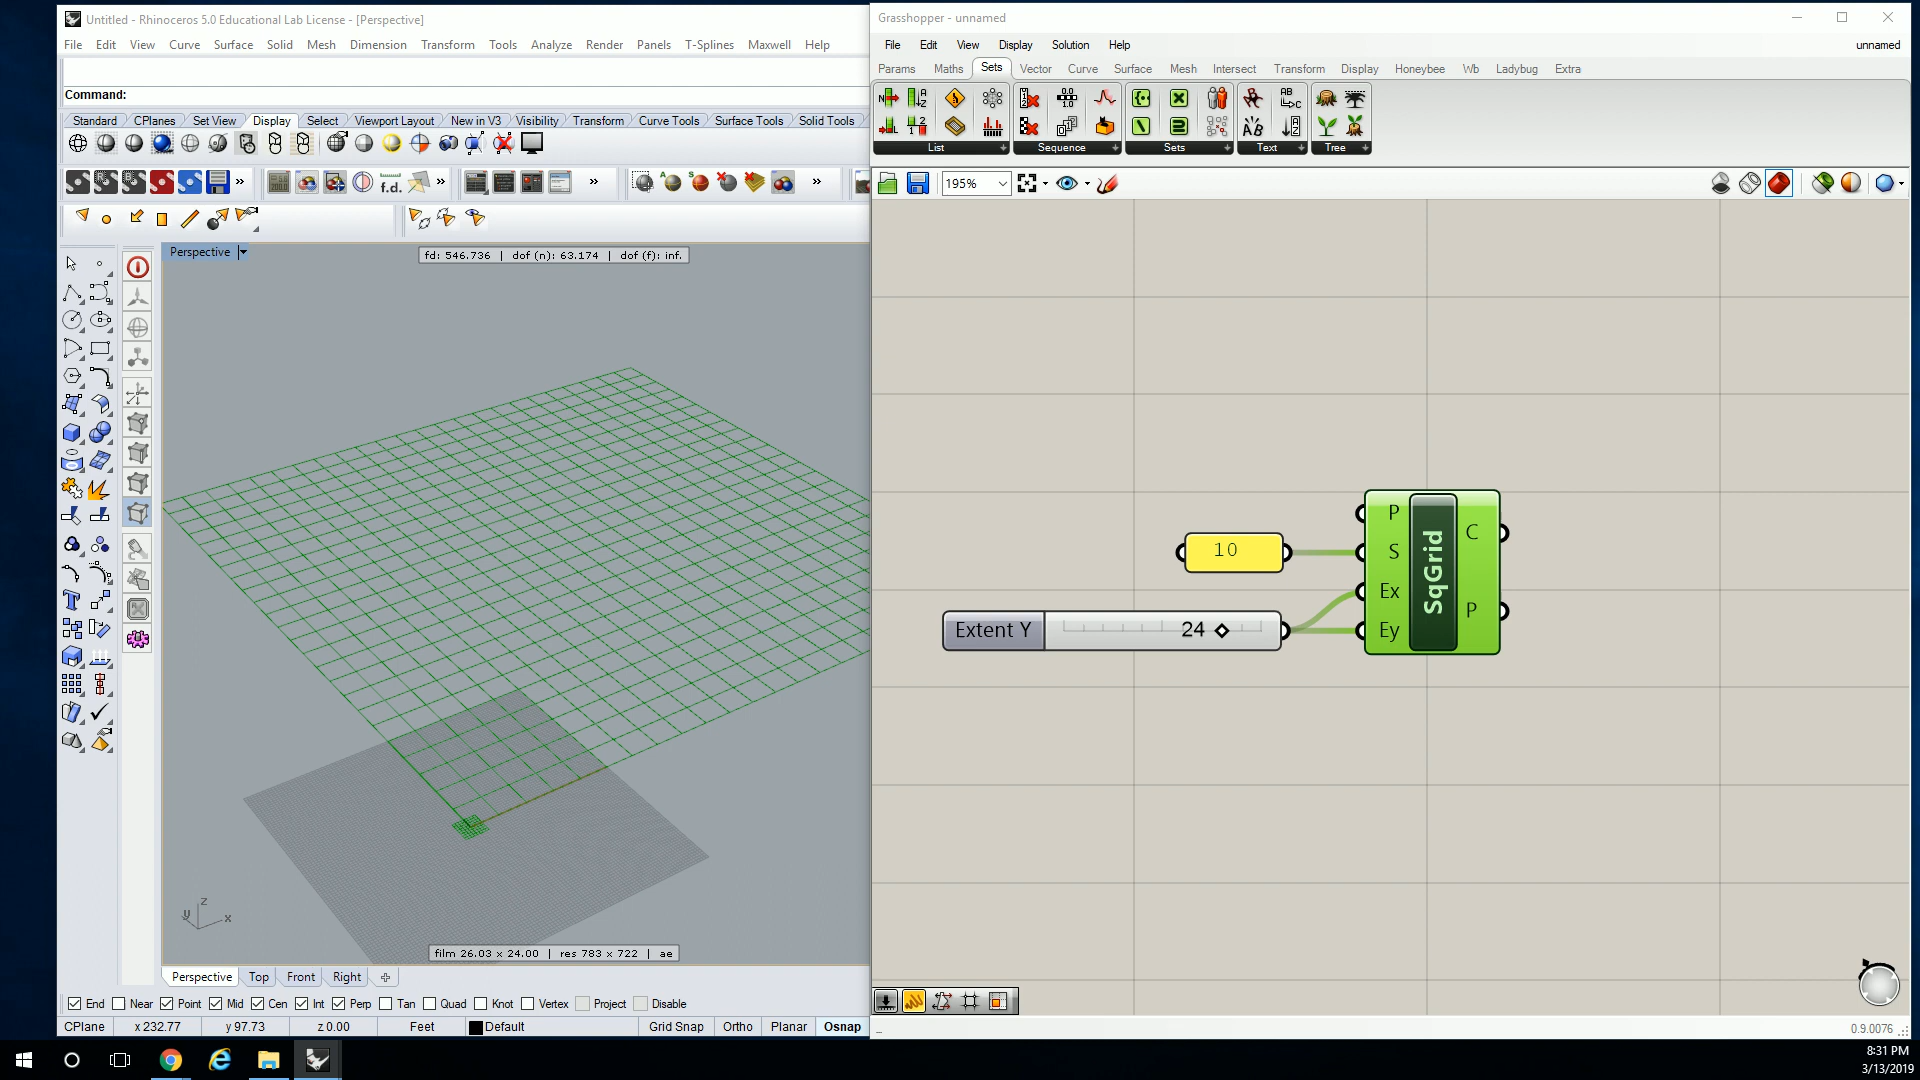 Untitled - Rhinoceros 5.0 Educational Lab License - [Perspective]
File Edit View Curve Surface Solid Mesh Dimension Transform Tools Analyze Render Panels T-Splines Maxwell Help
Command:
Standard CPlanes Set View Display Select Viewport Layout New in V3 Visibility Transform Curve Tools Surface Tools Solid Tools
f.d.
Perspective
fd: 546.736 | dof (n): 63.174 | dof (f): inf.
z
y
x
film 26.03 x 24.00 | res 783 x 722 | ae
Perspective Top Front Right
End Near Point Mid Cen Int Perp Tan Quad Knot Vertex Project Disable
CPlane x 232.77 y 97.73 z 0.00 Feet Default Grid Snap Ortho Planar Osnap
Grasshopper - unnamed
File Edit View Display Solution Help unnamed
Params Maths Sets Vector Curve Surface Mesh Intersect Transform Display Honeybee Wb Ladybug Extra
List Sequence Sets Text Tree
195%
P
S
Ex
Ey
SqGrid
C
P
10
Extent Y 24
0.9.0076
8:31 PM
3/13/2019